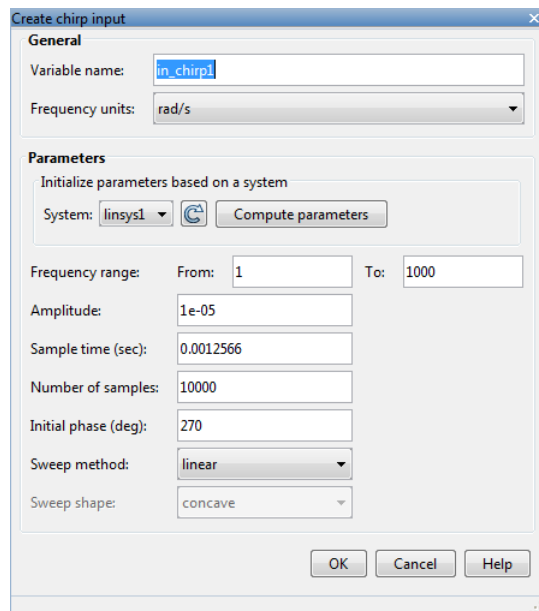 Create chirp input
General
Variable name: in_chirp1
Frequency units: rad/s
Parameters
Initialize parameters based on a system
System: linsys1 Compute parameters
Frequency range: From: 1 To: 1000
Amplitude: 1e-05
Sample time (sec): 0.0012566
Number of samples: 10000
Initial phase (deg): 270
Sweep method: linear
Sweep shape: concave
OK Cancel Help